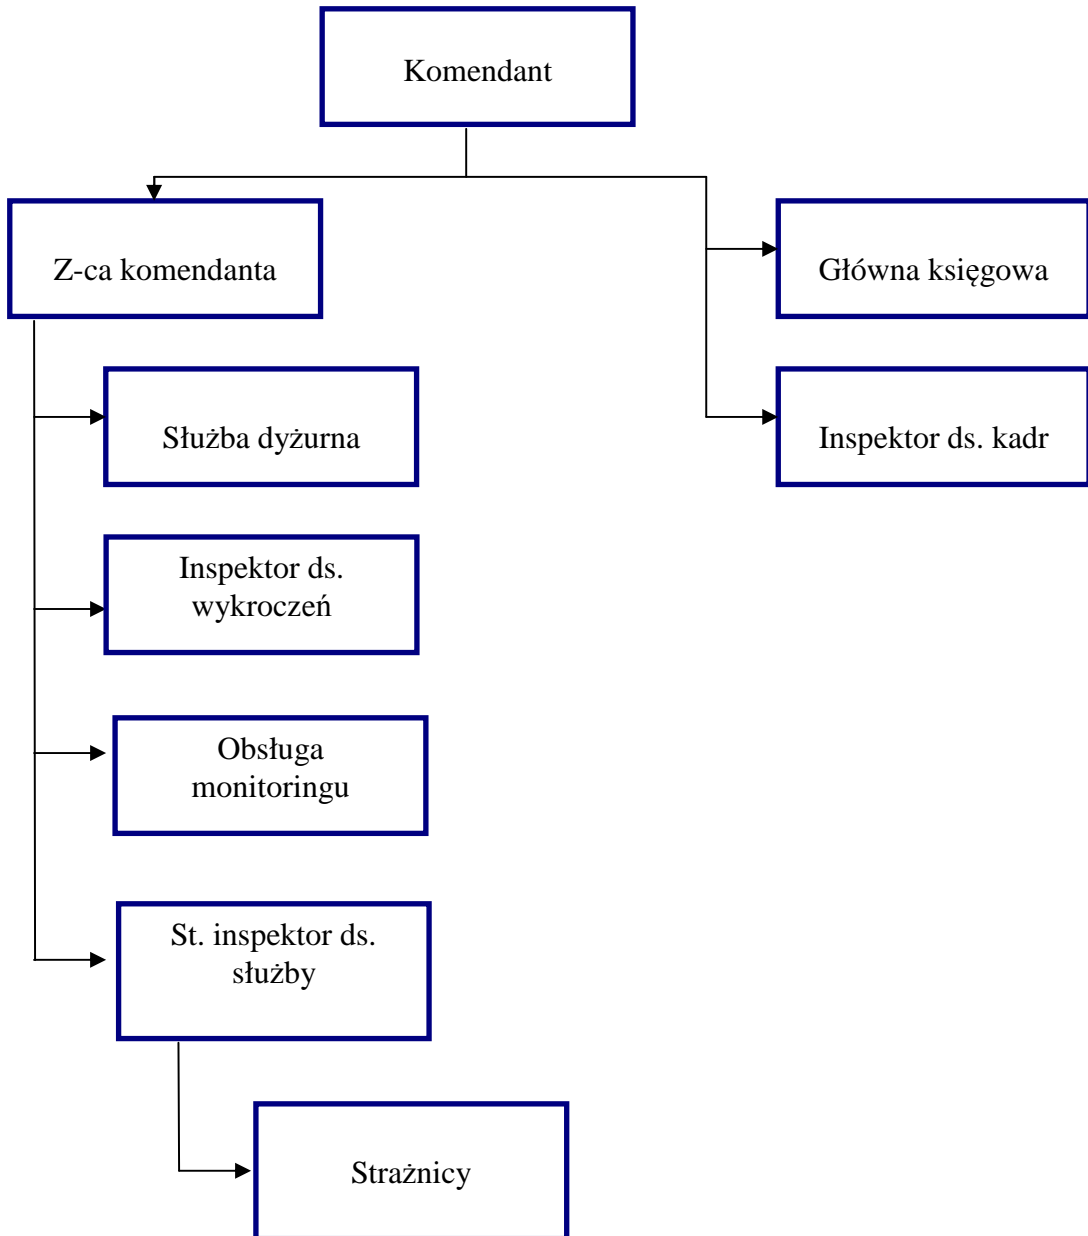 Komendant
Z-ca komendanta
Główna księgowa
Służba dyżurna
Inspektor ds. kadr
Inspektor ds.
wykroczeń
Obsługa
monitoringu
St. inspektor ds.
służby
Strażnicy